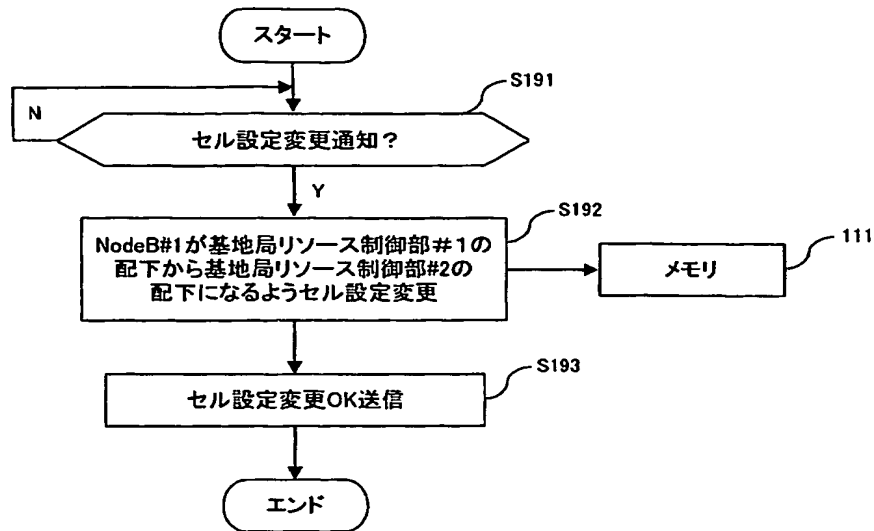 スタート
S191
N
セル設定変更通知？
Y
S192
NodeB#1が基地局リソース制御部＃1の
配下から基地局リソース制御部#2の
配下になるようセル設定変更
111
メモリ
S193
セル設定変更OK送信
エンド